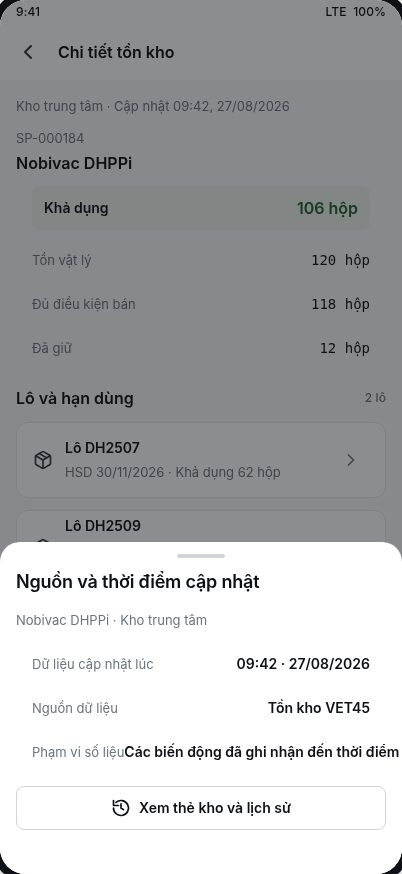 9:41
LTE 100%
Chi tiết tồn kho
Kho trung tâm · Cập nhật 09:42, 27/08/2026
SP-000184
Nobivac DHPPi
Khả dụng 106 hộp
Tồn vật lý 120 hộp
Đủ điều kiện bán 118 hộp
Đã giữ 12 hộp
Lô và hạn dùng 2 lô
Lô DH2507
HSD 30/11/2026 · Khả dụng 62 hộp
Lô DH2509
Nguồn và thời điểm cập nhật
Nobivac DHPPi · Kho trung tâm
Dữ liệu cập nhật lúc 09:42 · 27/08/2026
Nguồn dữ liệu Tồn kho VET45
Phạm vi số liệu Các biến động đã ghi nhận đến thời điểm
Xem thẻ kho và lịch sử